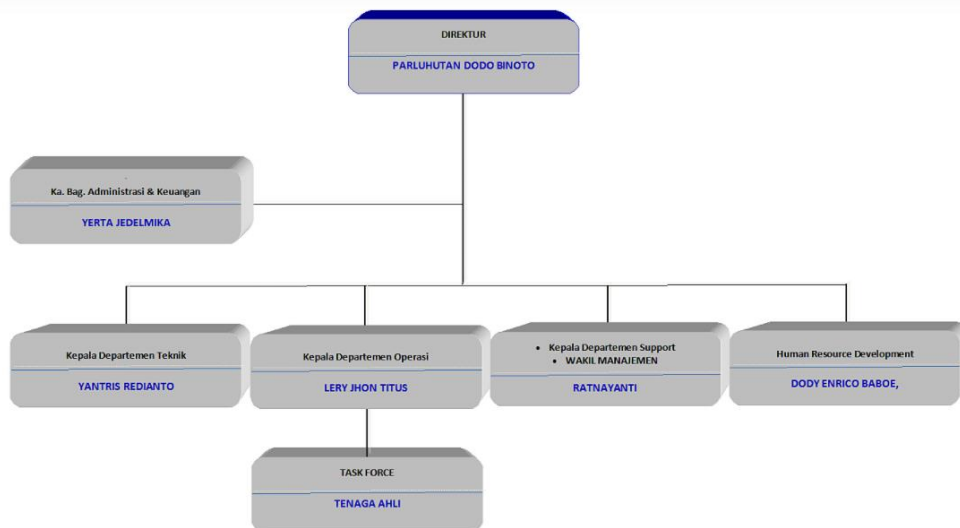 DIREKTUR
PARLUHUTAN DODO BINOTO
Ka. Bag. Administrasi & Keuangan
YERTA JEDELMIKA
Kepala Departemen Teknik
YANTRIS REDIANTO
Kepala Departemen Operasi
LERY JHON TITUS
• Kepala Departemen Support
• WAKIL MANAJEMEN
RATNAYANTI
Human Resource Development
DODY ENRICO BABOE,
TASK FORCE
TENAGA AHLI